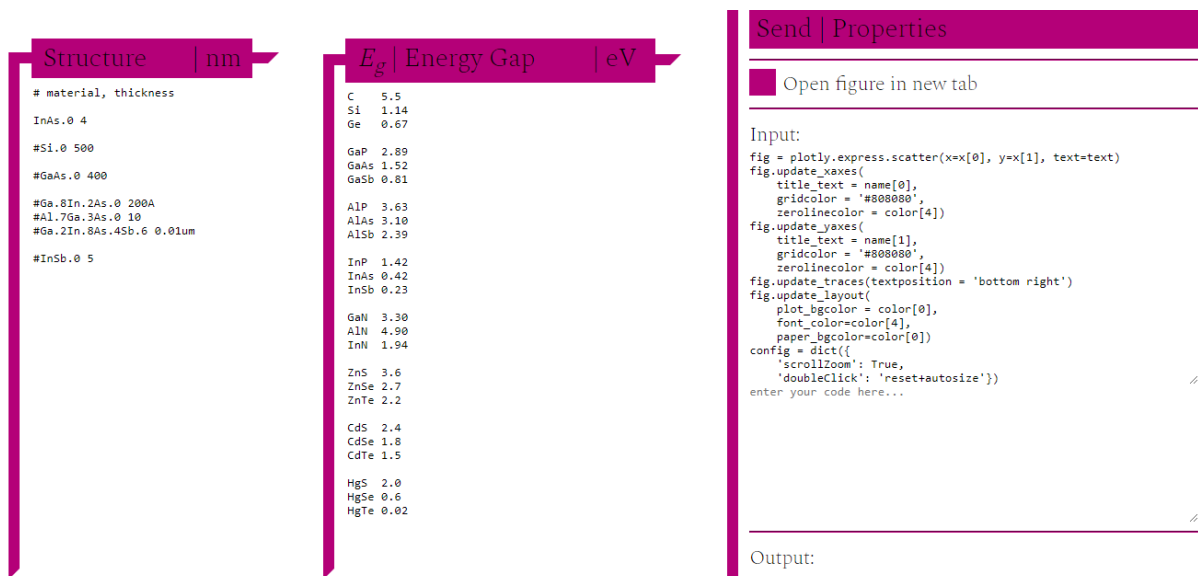 Structure | nm
# material, thickness
InAs.0 4
#Si.0 500
#GaAs.0 400
#Ga.8In.2As.0 200A
#Al.7Ga.3As.0 10
#Ga.2In.8As.4Sb.6 0.01um
#InSb.0 5
Eg | Energy Gap | eV
C 5.5
Si 1.14
Ge 0.67
GaP 2.89
GaAs 1.52
GaSb 0.81
AlP 3.63
AlAs 3.10
AlSb 2.39
InP 1.42
InAs 0.42
InSb 0.23
GaN 3.30
AlN 4.90
InN 1.94
ZnS 3.6
ZnSe 2.7
ZnTe 2.2
CdS 2.4
CdSe 1.8
CdTe 1.5
HgS 2.0
HgSe 0.6
HgTe 0.02
Send | Properties
Open figure in new tab
Input:
fig = plotly.express.scatter(x=x[0], y=x[1], text=text)
fig.update_xaxes(
    title_text = name[0],
    gridcolor = '#808080',
    zerolinecolor = color[4])
fig.update_yaxes(
    title_text = name[1],
    gridcolor = '#808080',
    zerolinecolor = color[4])
fig.update_traces(textposition = 'bottom right')
fig.update_layout(
    plot_bgcolor = color[0],
    font_color=color[4],
    paper_bgcolor=color[0])
config = dict({
    'scrollZoom': True,
    'doubleClick': 'reset+autosize'})
enter your code here...
Output: